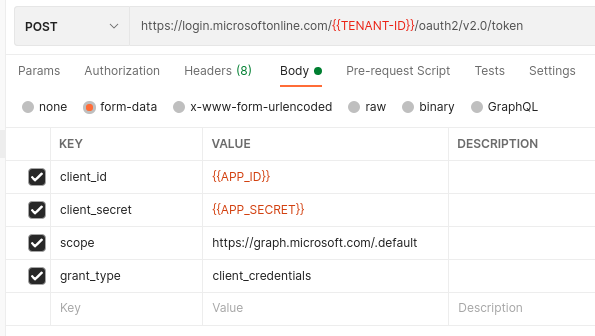 POST https://login.microsoftonline.com/{{TENANT-ID}}/oauth2/v2.0/token
Params Authorization Headers (8) Body Pre-request Script Tests Settings
none form-data x-www-form-urlencoded raw binary GraphQL
KEY VALUE DESCRIPTION
client_id {{APP_ID}}
client_secret {{APP_SECRET}}
scope https://graph.microsoft.com/.default
grant_type client_credentials
Key Value Description